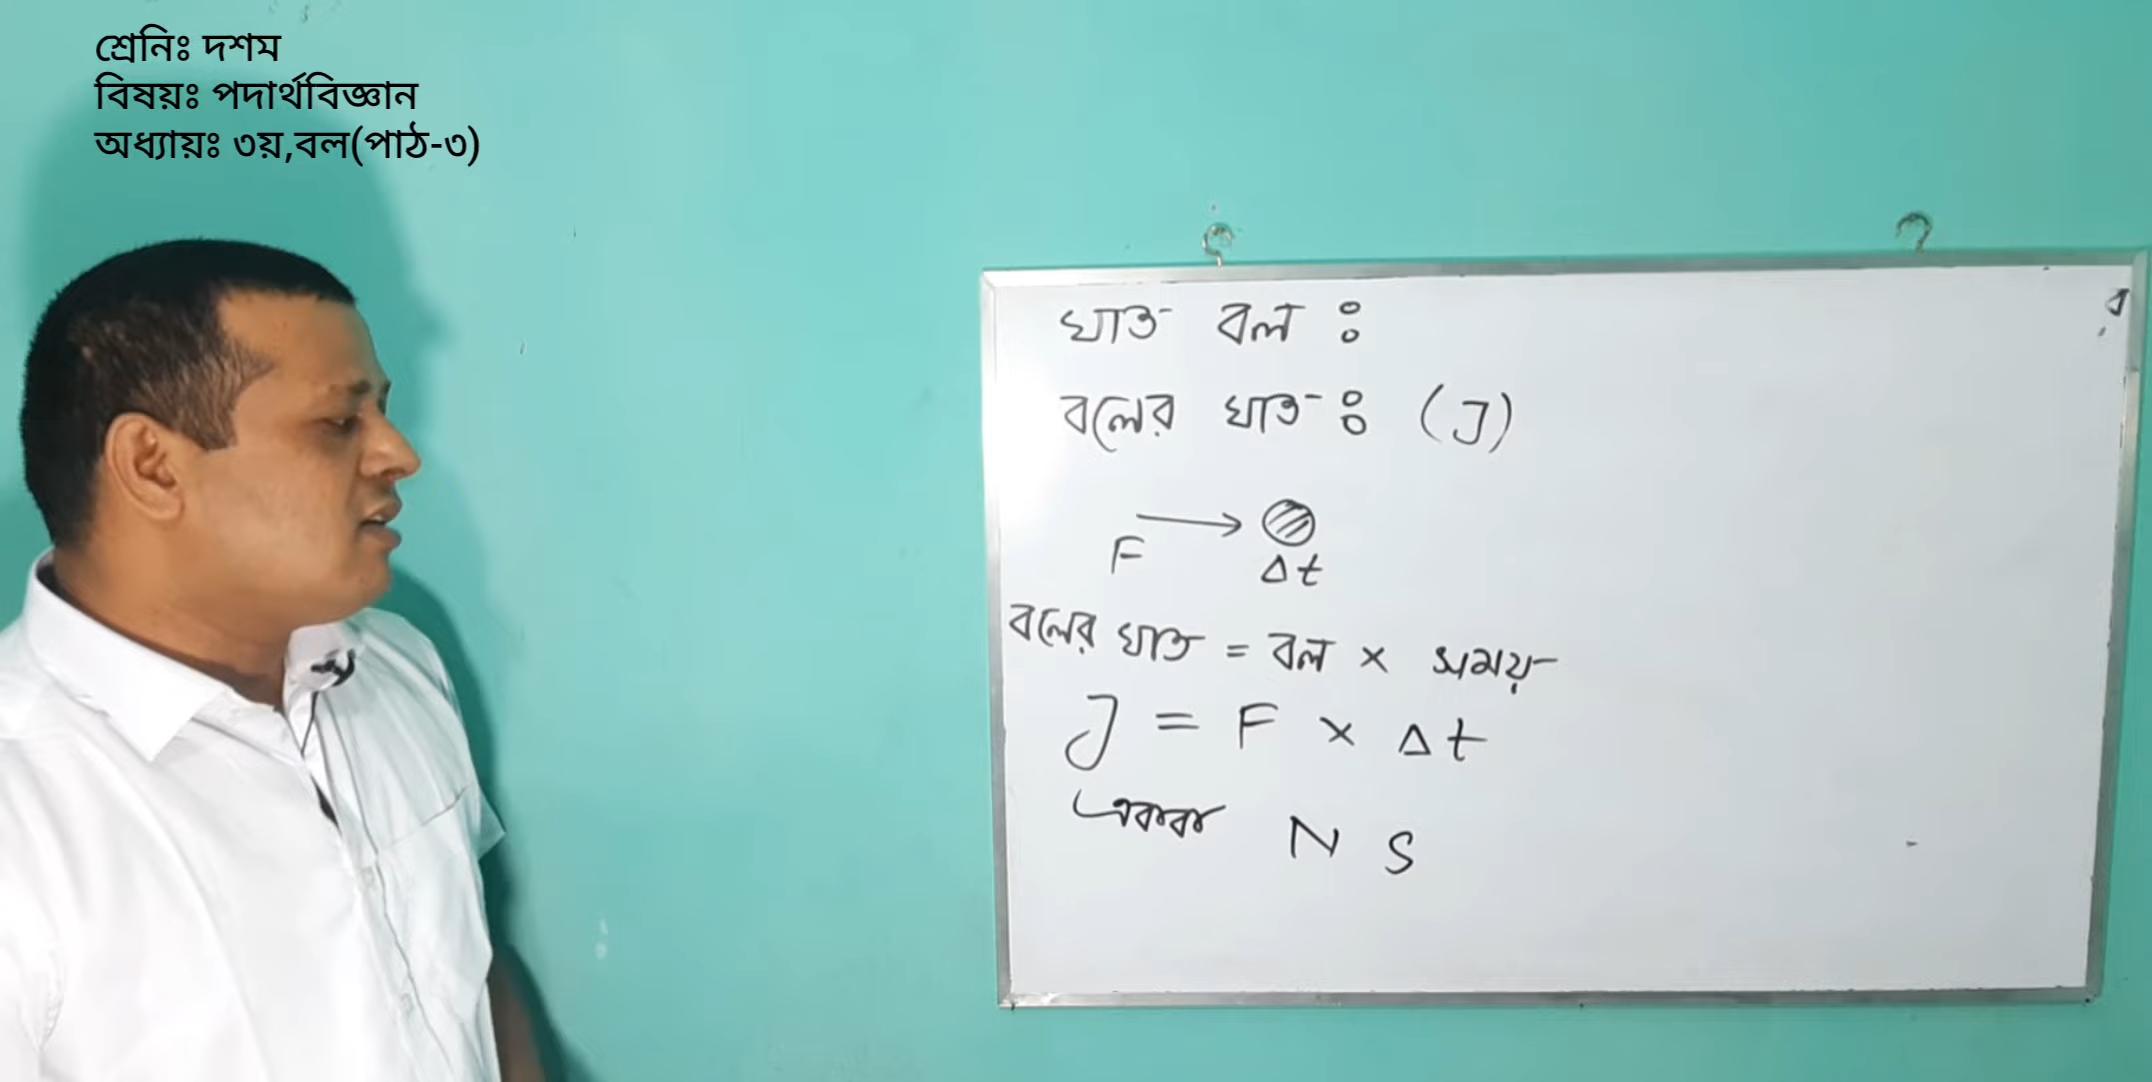 শ্রেনিঃ দশম
বিষয়ঃ পদার্থবিজ্ঞান
অধ্যায়ঃ ৩য়,বল(পাঠ-৩)
ঘাত বল ঃ
বলের ঘাত ঃ (J)
F
Δt
বলের ঘাত = বল × সময়
J = F × Δt
একক N S